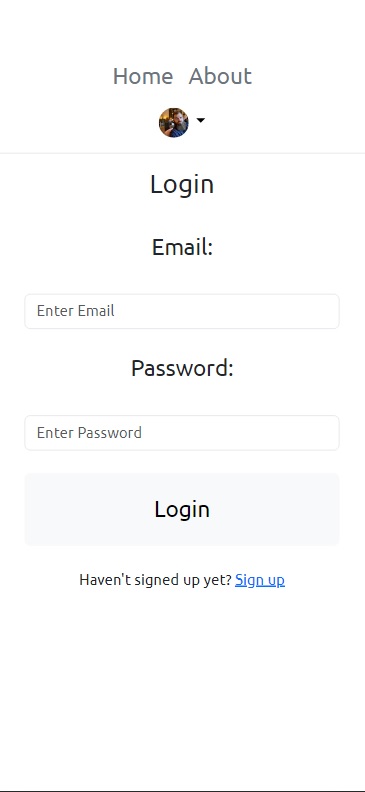 Home About
Login
Email:
Enter Email
Password:
Enter Password
Login
Haven't signed up yet? Sign up